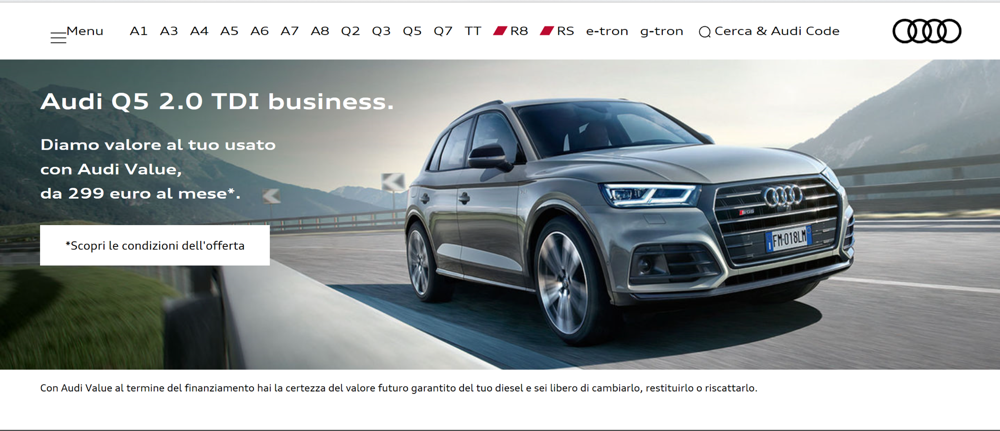 Menu A1 A3 A4 A5 A6 A7 A8 Q2 Q3 Q5 Q7 TT R8 RS e-tron g-tron Cerca & Audi Code
Audi Q5 2.0 TDI business.
Diamo valore al tuo usato
con Audi Value,
da 299 euro al mese*.
*Scopri le condizioni dell'offerta
SQ5
FM·018LM
Con Audi Value al termine del finanziamento hai la certezza del valore futuro garantito del tuo diesel e sei libero di cambiarlo, restituirlo o riscattarlo.